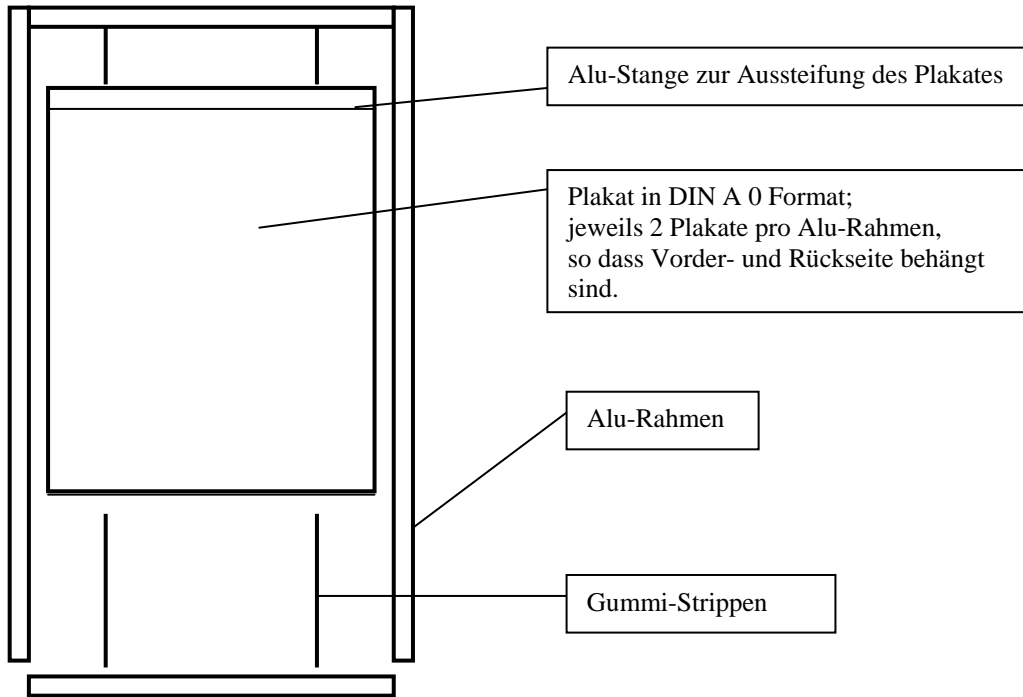 Alu-Stange zur Aussteifung des Plakates
Plakat in DIN A 0 Format;
jeweils 2 Plakate pro Alu-Rahmen,
so dass Vorder- und Rückseite behängt
sind.
Alu-Rahmen
Gummi-Strippen